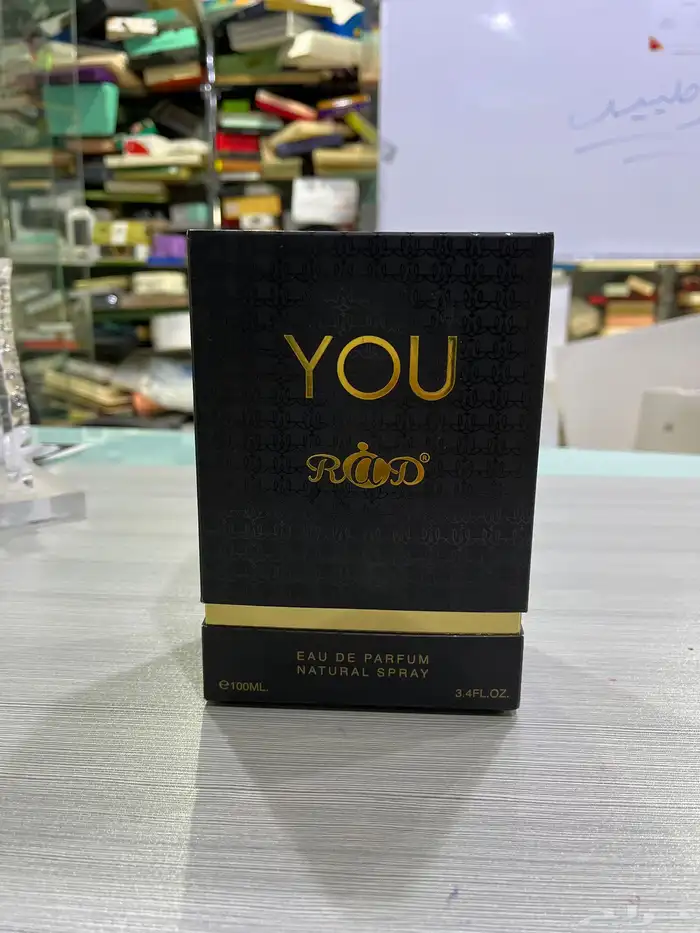 YOU
RaD®
EAU DE PARFUM
NATURAL SPRAY
℮100ML.
3.4FL.OZ.